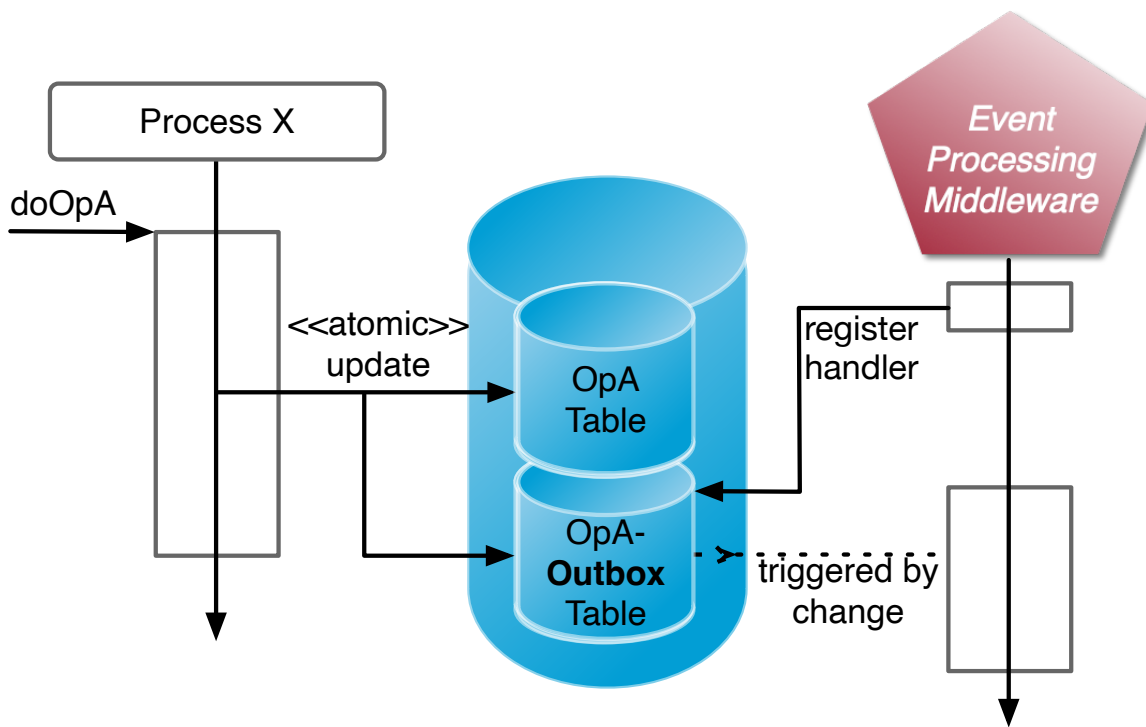 Process X
doOpA
<<atomic>>
update
OpA
Table
OpA-
Outbox
Table
Event
Processing
Middleware
register
handler
triggered by
change